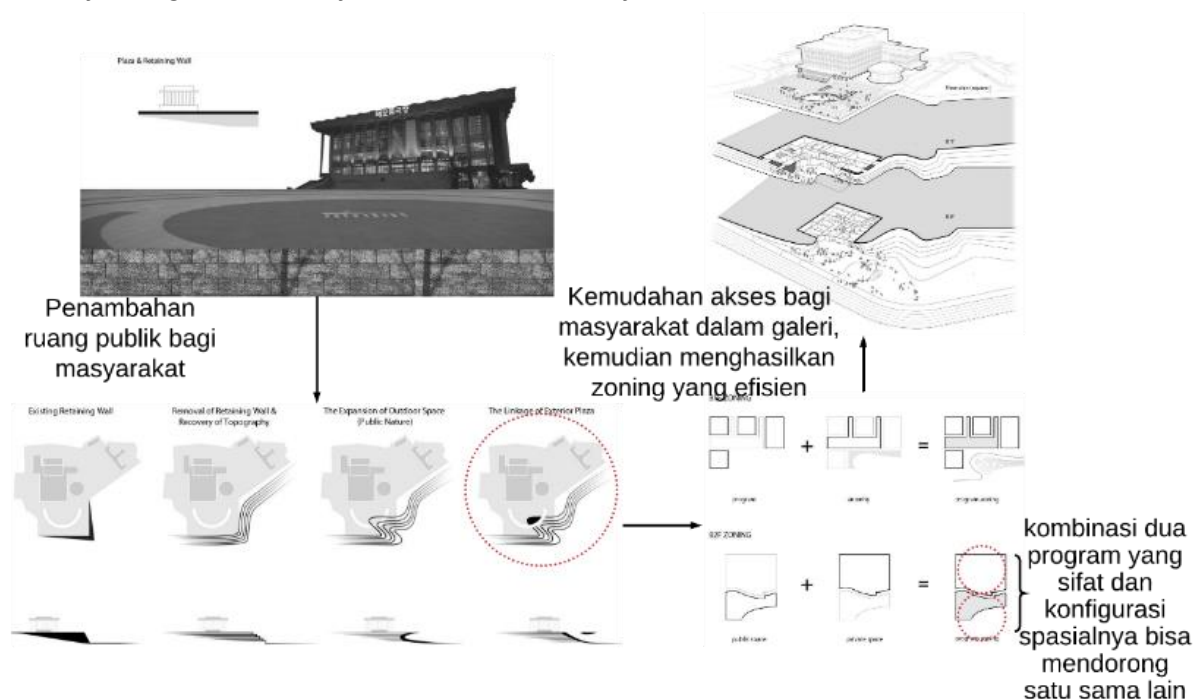 Plaza & Retaining Wall
Penambahan
ruang publik bagi
masyarakat
Kemudahan akses bagi
masyarakat dalam galeri,
kemudian menghasilkan
zoning yang efisien
Existing Retaining Wall
Removal of Retaining Wall &
Recovery of Topography
The Expansion of Outdoor Space
(Public Nature)
The Linkage of Exterior Plaza
ZONING
+
=
program
program zoning
B2F ZONING
+
=
public space
private space
kombinasi dua
program yang
sifat dan
konfigurasi
spasialnya bisa
mendorong
satu sama lain